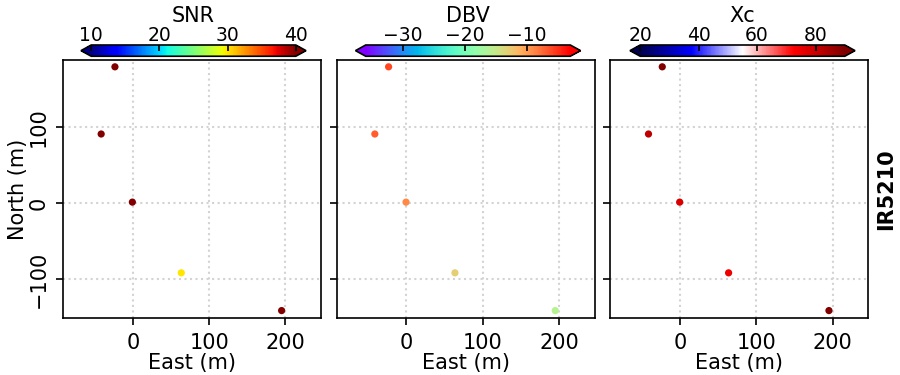 SNR
DBV
Xc
10 20 30 40
−30 −20 −10
20 40 60 80
North (m)
100
0
−100
0 100 200
0 100 200
0 100 200
East (m)
East (m)
East (m)
IR5210